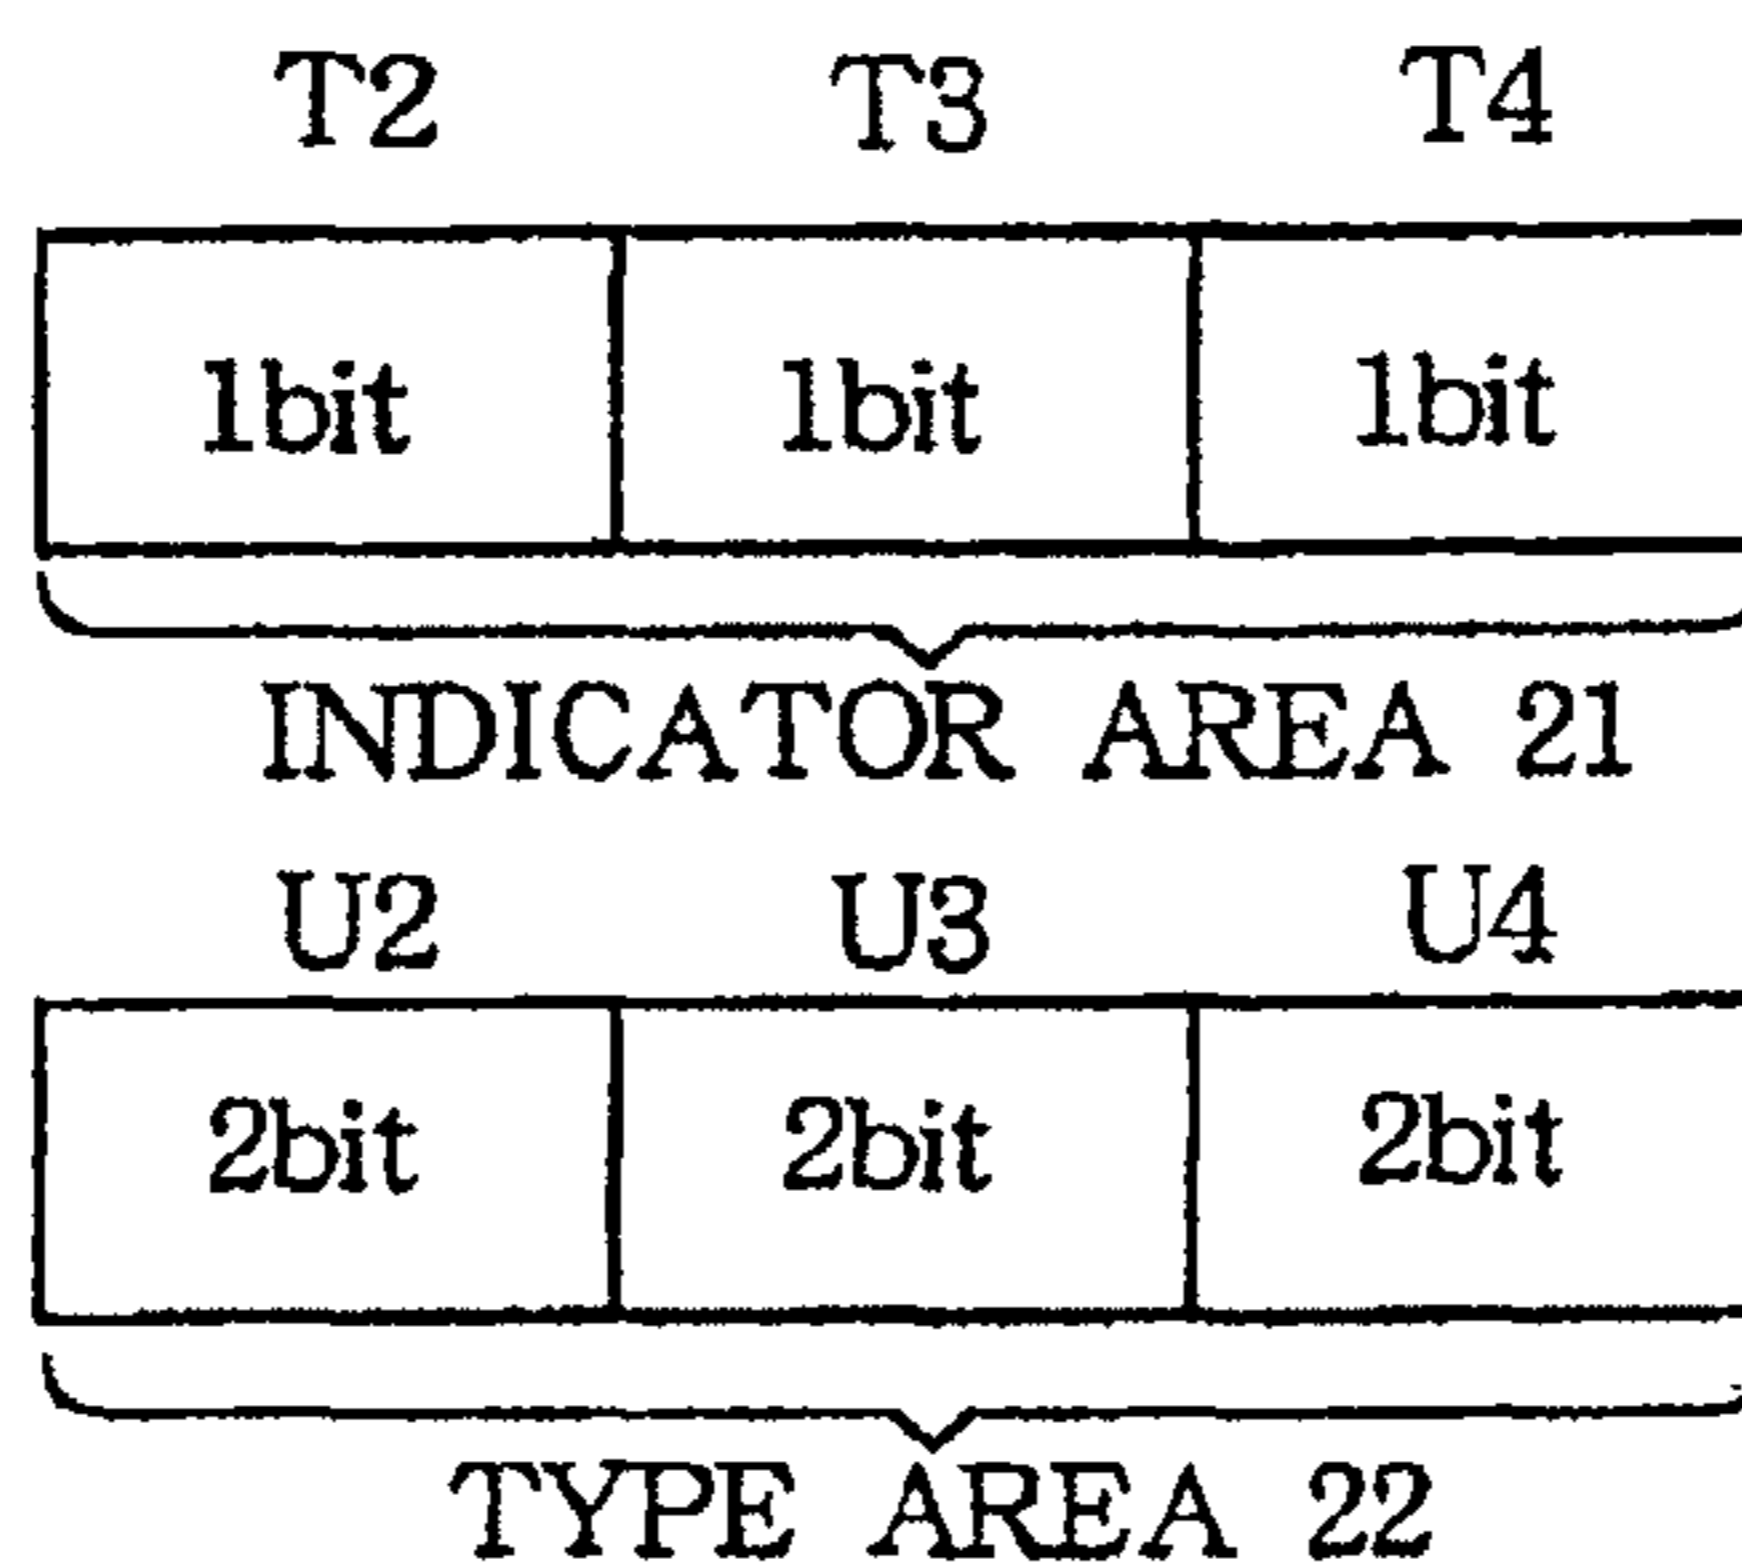 T2 T3 T4
1bit 1bit 1bit
INDICATOR AREA 21
U2 U3 U4
2bit 2bit 2bit
TYPE AREA 22